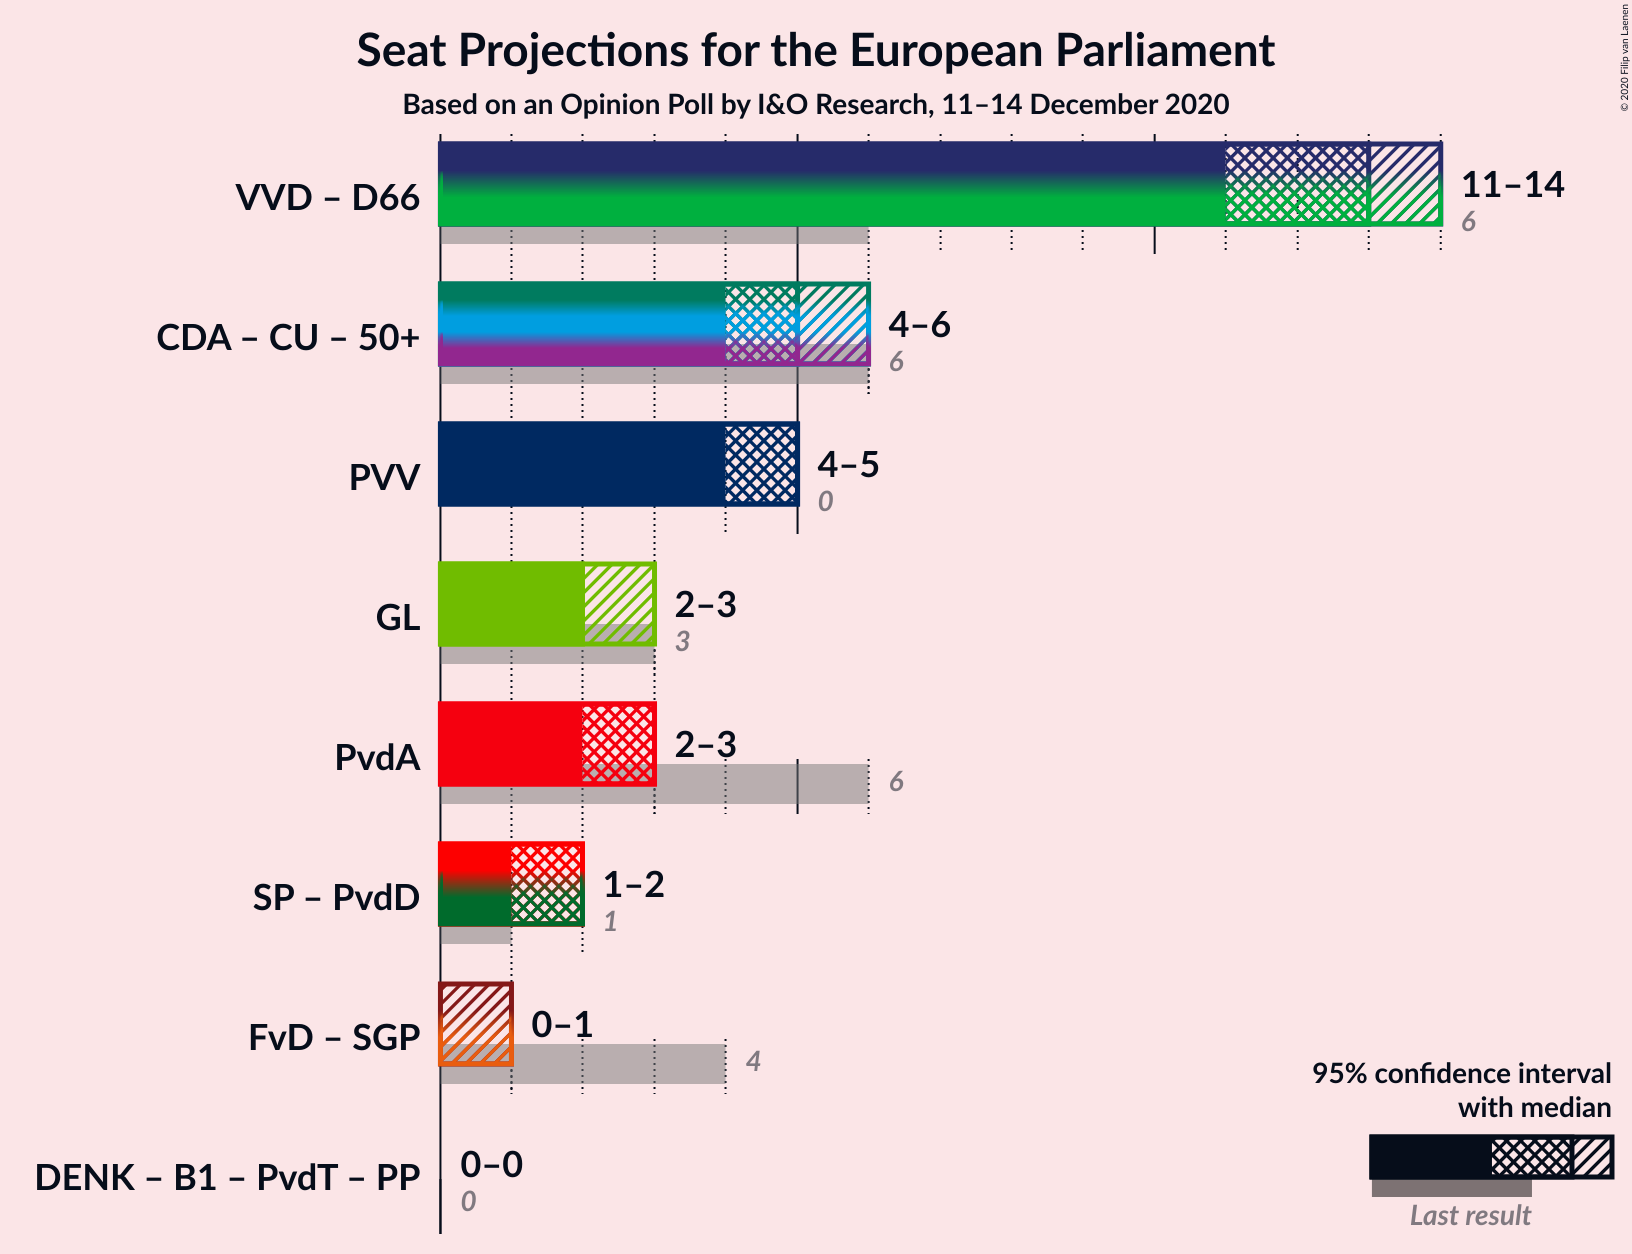 Seat Projections for the European Parliament
Based on an Opinion Poll by I&O Research, 11–14 December 2020
© 2020 Filip van Laenen
VVD – D66
11–14
6
CDA – CU – 50+
4–6
6
PVV
4–5
0
GL
2–3
3
PvdA
2–3
6
SP – PvdD
1–2
1
FvD – SGP
0–1
4
DENK – B1 – PvdT – PP
0–0
0
95% confidence interval
with median
Last result